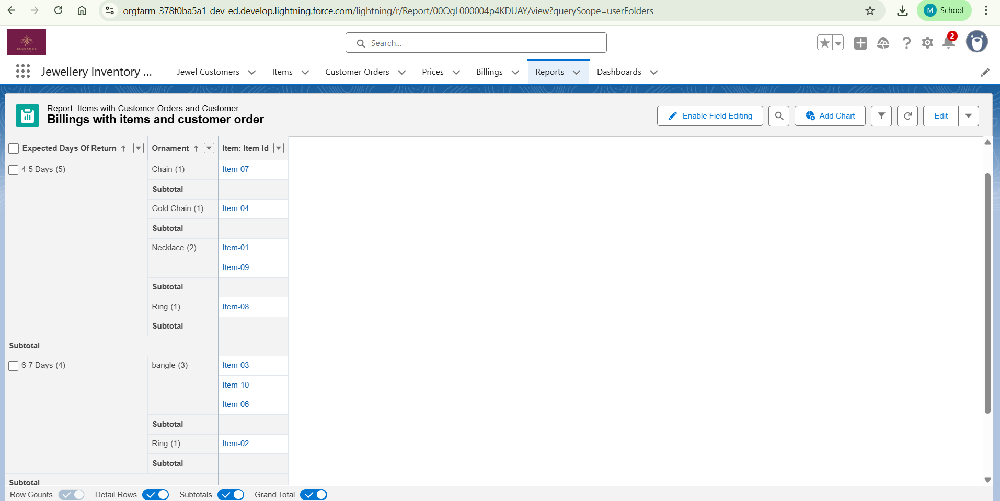 orgfarm-378f0ba5a1-dev-ed.develop.lightning.force.com/lightning/r/Report/00OgL000004p4KDUAY/view?queryScope=userFolders
M School
ELEGANCE
Search...
2
Jewellery Inventory ...
Jewel Customers
Items
Customer Orders
Prices
Billings
Reports
Dashboards
Report: Items with Customer Orders and Customer
Billings with items and customer order
Enable Field Editing
Add Chart
Edit
Expected Days Of Return ↑ Ornament ↑ Item: Item Id
4-5 Days (5) Chain (1) Item-07
Subtotal
Gold Chain (1) Item-04
Subtotal
Necklace (2) Item-01
Item-09
Subtotal
Ring (1) Item-08
Subtotal
Subtotal
6-7 Days (4) bangle (3) Item-03
Item-10
Item-06
Subtotal
Ring (1) Item-02
Subtotal
Subtotal
Row Counts Detail Rows Subtotals Grand Total